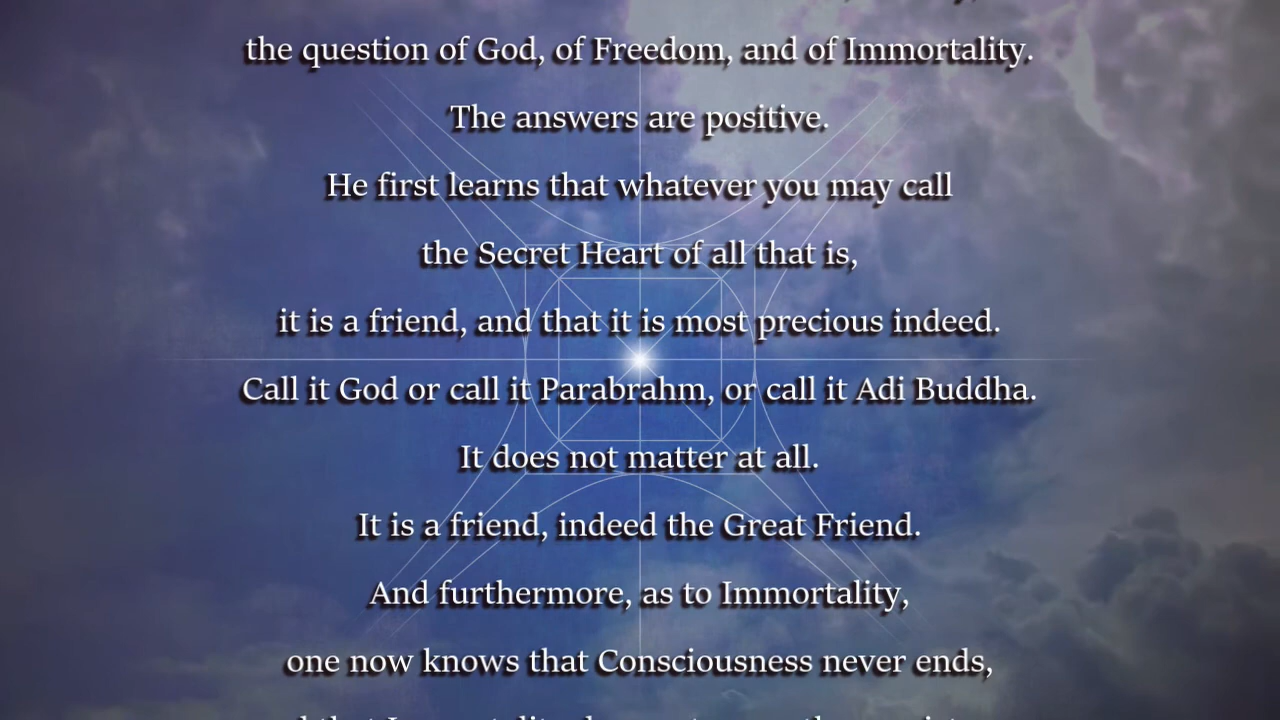 the question of God, of Freedom, and of Immortality.
The answers are positive.
He first learns that whatever you may call
the Secret Heart of all that is,
it is a friend, and that it is most precious indeed.
Call it God or call it Parabrahm, or call it Adi Buddha.
It does not matter at all.
It is a friend, indeed the Great Friend.
And furthermore, as to Immortality,
one now knows that Consciousness never ends,